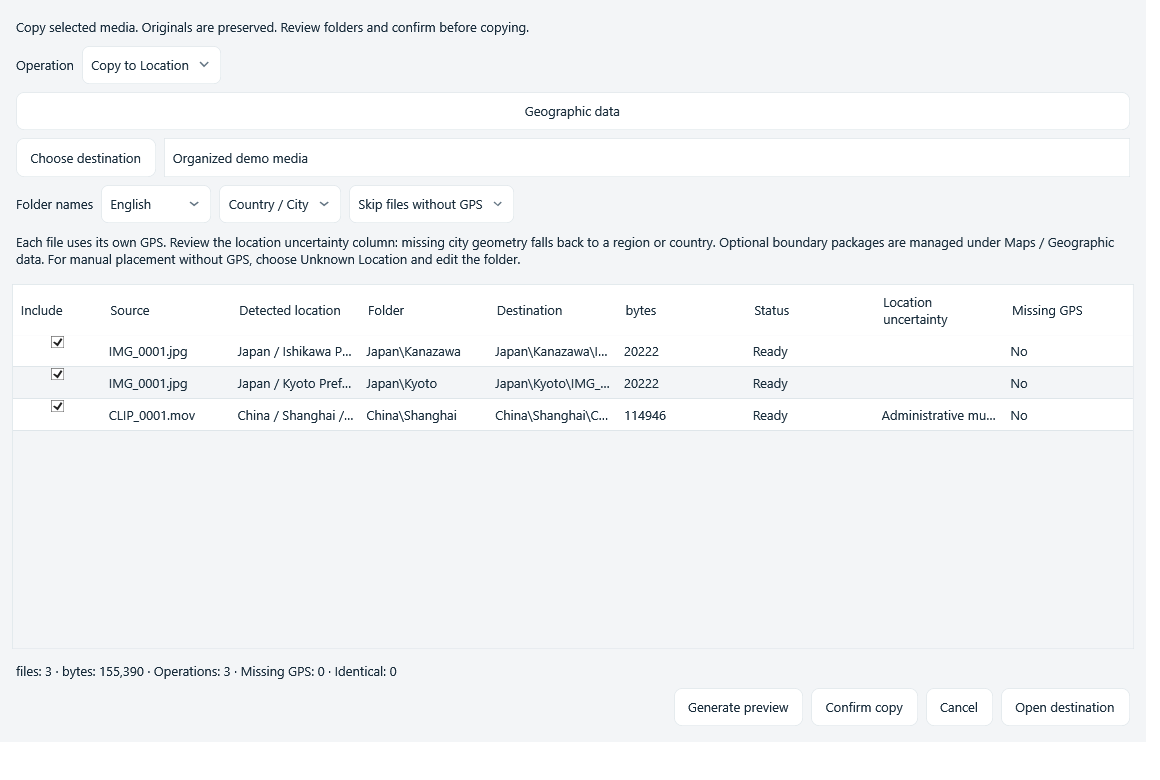 Copy selected media. Originals are preserved. Review folders and confirm before copying.
Operation Copy to Location
Geographic data
Choose destination Organized demo media
Folder names English Country / City Skip files without GPS
Each file uses its own GPS. Review the location uncertainty column: missing city geometry falls back to a region or country. Optional boundary packages are managed under Maps / Geographic
data. For manual placement without GPS, choose Unknown Location and edit the folder.
Include Source Detected location Folder Destination bytes Status Location uncertainty Missing GPS
IMG_0001.jpg Japan / Ishikawa P... Japan\Kanazawa Japan\Kanazawa\I... 20222 Ready No
IMG_0001.jpg Japan / Kyoto Pref... Japan\Kyoto Japan\Kyoto\IMG_... 20222 Ready No
CLIP_0001.mov China / Shanghai /... China\Shanghai China\Shanghai\C... 114946 Ready Administrative mu... No
files: 3 · bytes: 155,390 · Operations: 3 · Missing GPS: 0 · Identical: 0
Generate preview Confirm copy Cancel Open destination